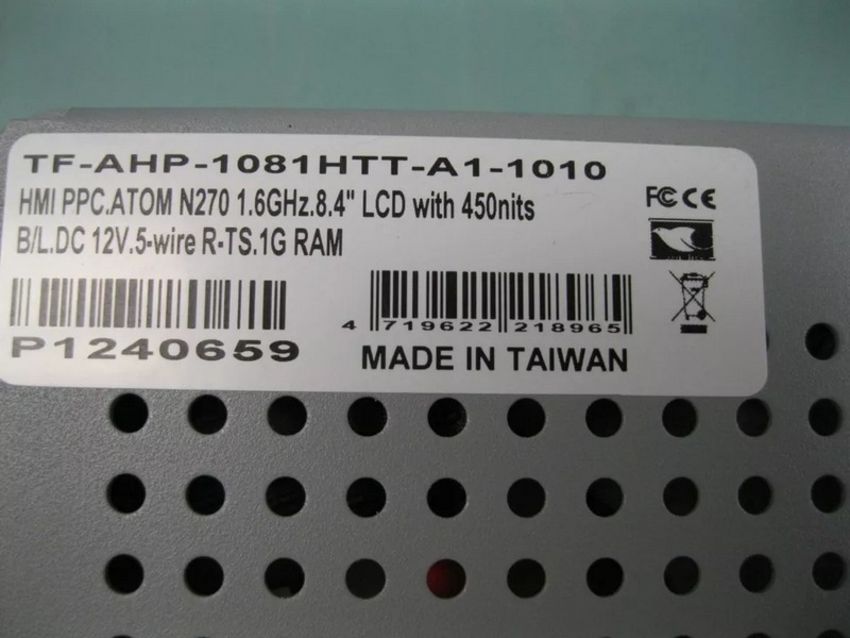 TF-AHP-1081HTT-A1-1010
HMI PPC.ATOM N270 1.6GHz.8.4" LCD with 450nits
B/L.DC 12V.5-wire R-TS.1G RAM
FC CE
P1240659
4 719622 218965
MADE IN TAIWAN